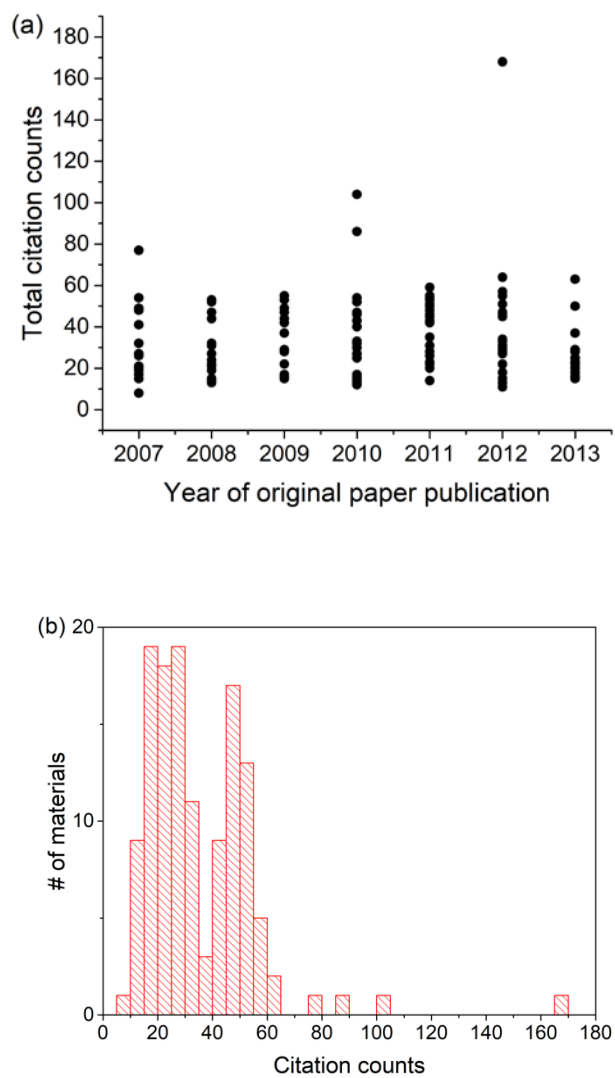 (a)
180
160
140
120
100
80
60
40
20
0
Total citation counts
2007 2008 2009 2010 2011 2012 2013
Year of original paper publication
(b)
20
10
0
# of materials
0 20 40 60 80 100 120 140 160 180
Citation counts